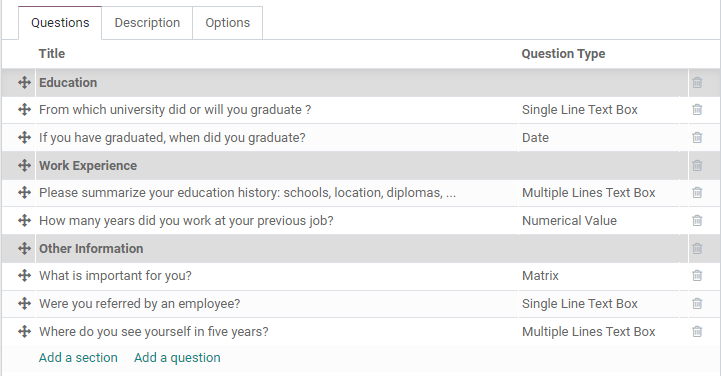 Questions Description Options
Title Question Type
Education
From which university did or will you graduate ? Single Line Text Box
If you have graduated, when did you graduate? Date
Work Experience
Please summarize your education history: schools, location, diplomas, ... Multiple Lines Text Box
How many years did you work at your previous job? Numerical Value
Other Information
What is important for you? Matrix
Were you referred by an employee? Single Line Text Box
Where do you see yourself in five years? Multiple Lines Text Box
Add a section Add a question